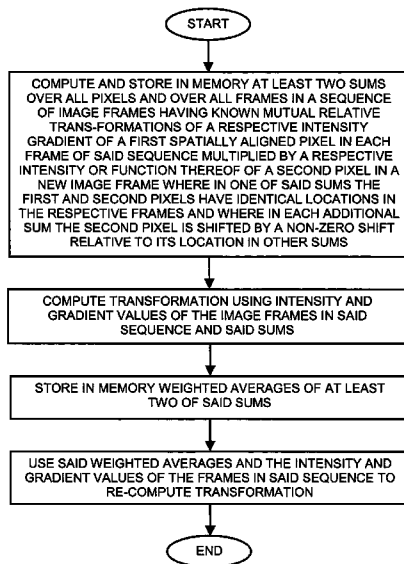 START
COMPUTE AND STORE IN MEMORY AT LEAST TWO SUMS
OVER ALL PIXELS AND OVER ALL FRAMES IN A SEQUENCE
OF IMAGE FRAMES HAVING KNOWN MUTUAL RELATIVE
TRANS-FORMATIONS OF A RESPECTIVE INTENSITY
GRADIENT OF A FIRST SPATIALLY ALIGNED PIXEL IN EACH
FRAME OF SAID SEQUENCE MULTIPLIED BY A RESPECTIVE
INTENSITY OR FUNCTION THEREOF OF A SECOND PIXEL IN A
NEW IMAGE FRAME WHERE IN ONE OF SAID SUMS THE
FIRST AND SECOND PIXELS HAVE IDENTICAL LOCATIONS IN
THE RESPECTIVE FRAMES AND WHERE IN EACH ADDITIONAL
SUM THE SECOND PIXEL IS SHIFTED BY A NON-ZERO SHIFT
RELATIVE TO ITS LOCATION IN OTHER SUMS
COMPUTE TRANSFORMATION USING INTENSITY AND
GRADIENT VALUES OF THE IMAGE FRAMES IN SAID
SEQUENCE AND SAID SUMS
STORE IN MEMORY WEIGHTED AVERAGES OF AT LEAST
TWO OF SAID SUMS
USE SAID WEIGHTED AVERAGES AND THE INTENSITY AND
GRADIENT VALUES OF THE FRAMES IN SAID SEQUENCE TO
RE-COMPUTE TRANSFORMATION
END